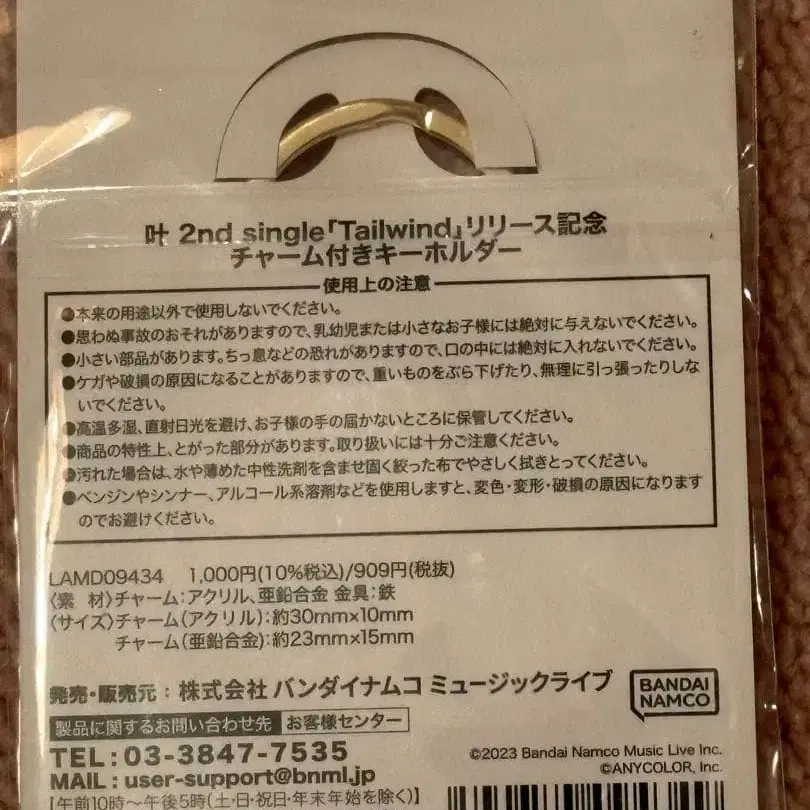 叶 2nd single「Tailwind」リリース記念
チャーム付きキーホルダー
使用上の注意
●本来の用途以外で使用しないでください。
●思わぬ事故のおそれがありますので、乳幼児または小さなお子様には絶対に与えないでください。
●小さい部品があります。ちっ息などの恐れがありますので、口の中には絶対に入れないでください。
●ケガや破損の原因になることがありますので、重いものをぶら下げたり、無理に引っ張ったりしな
いでください。
●高温多湿、直射日光を避け、お子様の手の届かないところに保管してください。
●商品の特性上、とがった部分があります。取り扱いには十分ご注意ください。
●汚れた場合は、水や薄めた中性洗剤を含ませ固く絞った布でやさしく拭きとってください。
●ベンジンやシンナー、アルコール系溶剤などを使用しますと、変色・変形・破損の原因になります
のでお避けください。
LAMD09434 1,000円(10%税込)/909円(税抜)
〈素 材〉チャーム:アクリル、亜鉛合金 金具:鉄
〈サイズ〉チャーム(アクリル):約30mm×10mm
チャーム(亜鉛合金):約23mm×15mm
発売・販売元:株式会社 バンダイナムコ ミュージックライブ
BANDAI
NAMCO
製品に関するお問い合わせ先 お客様センター
TEL:03-3847-7535
MAIL:user-support@bnml.jp
【午前10時~午後5時(土・日・祝日・年末年始を除く)】
©2023 Bandai Namco Music Live Inc.
©ANYCOLOR, Inc.